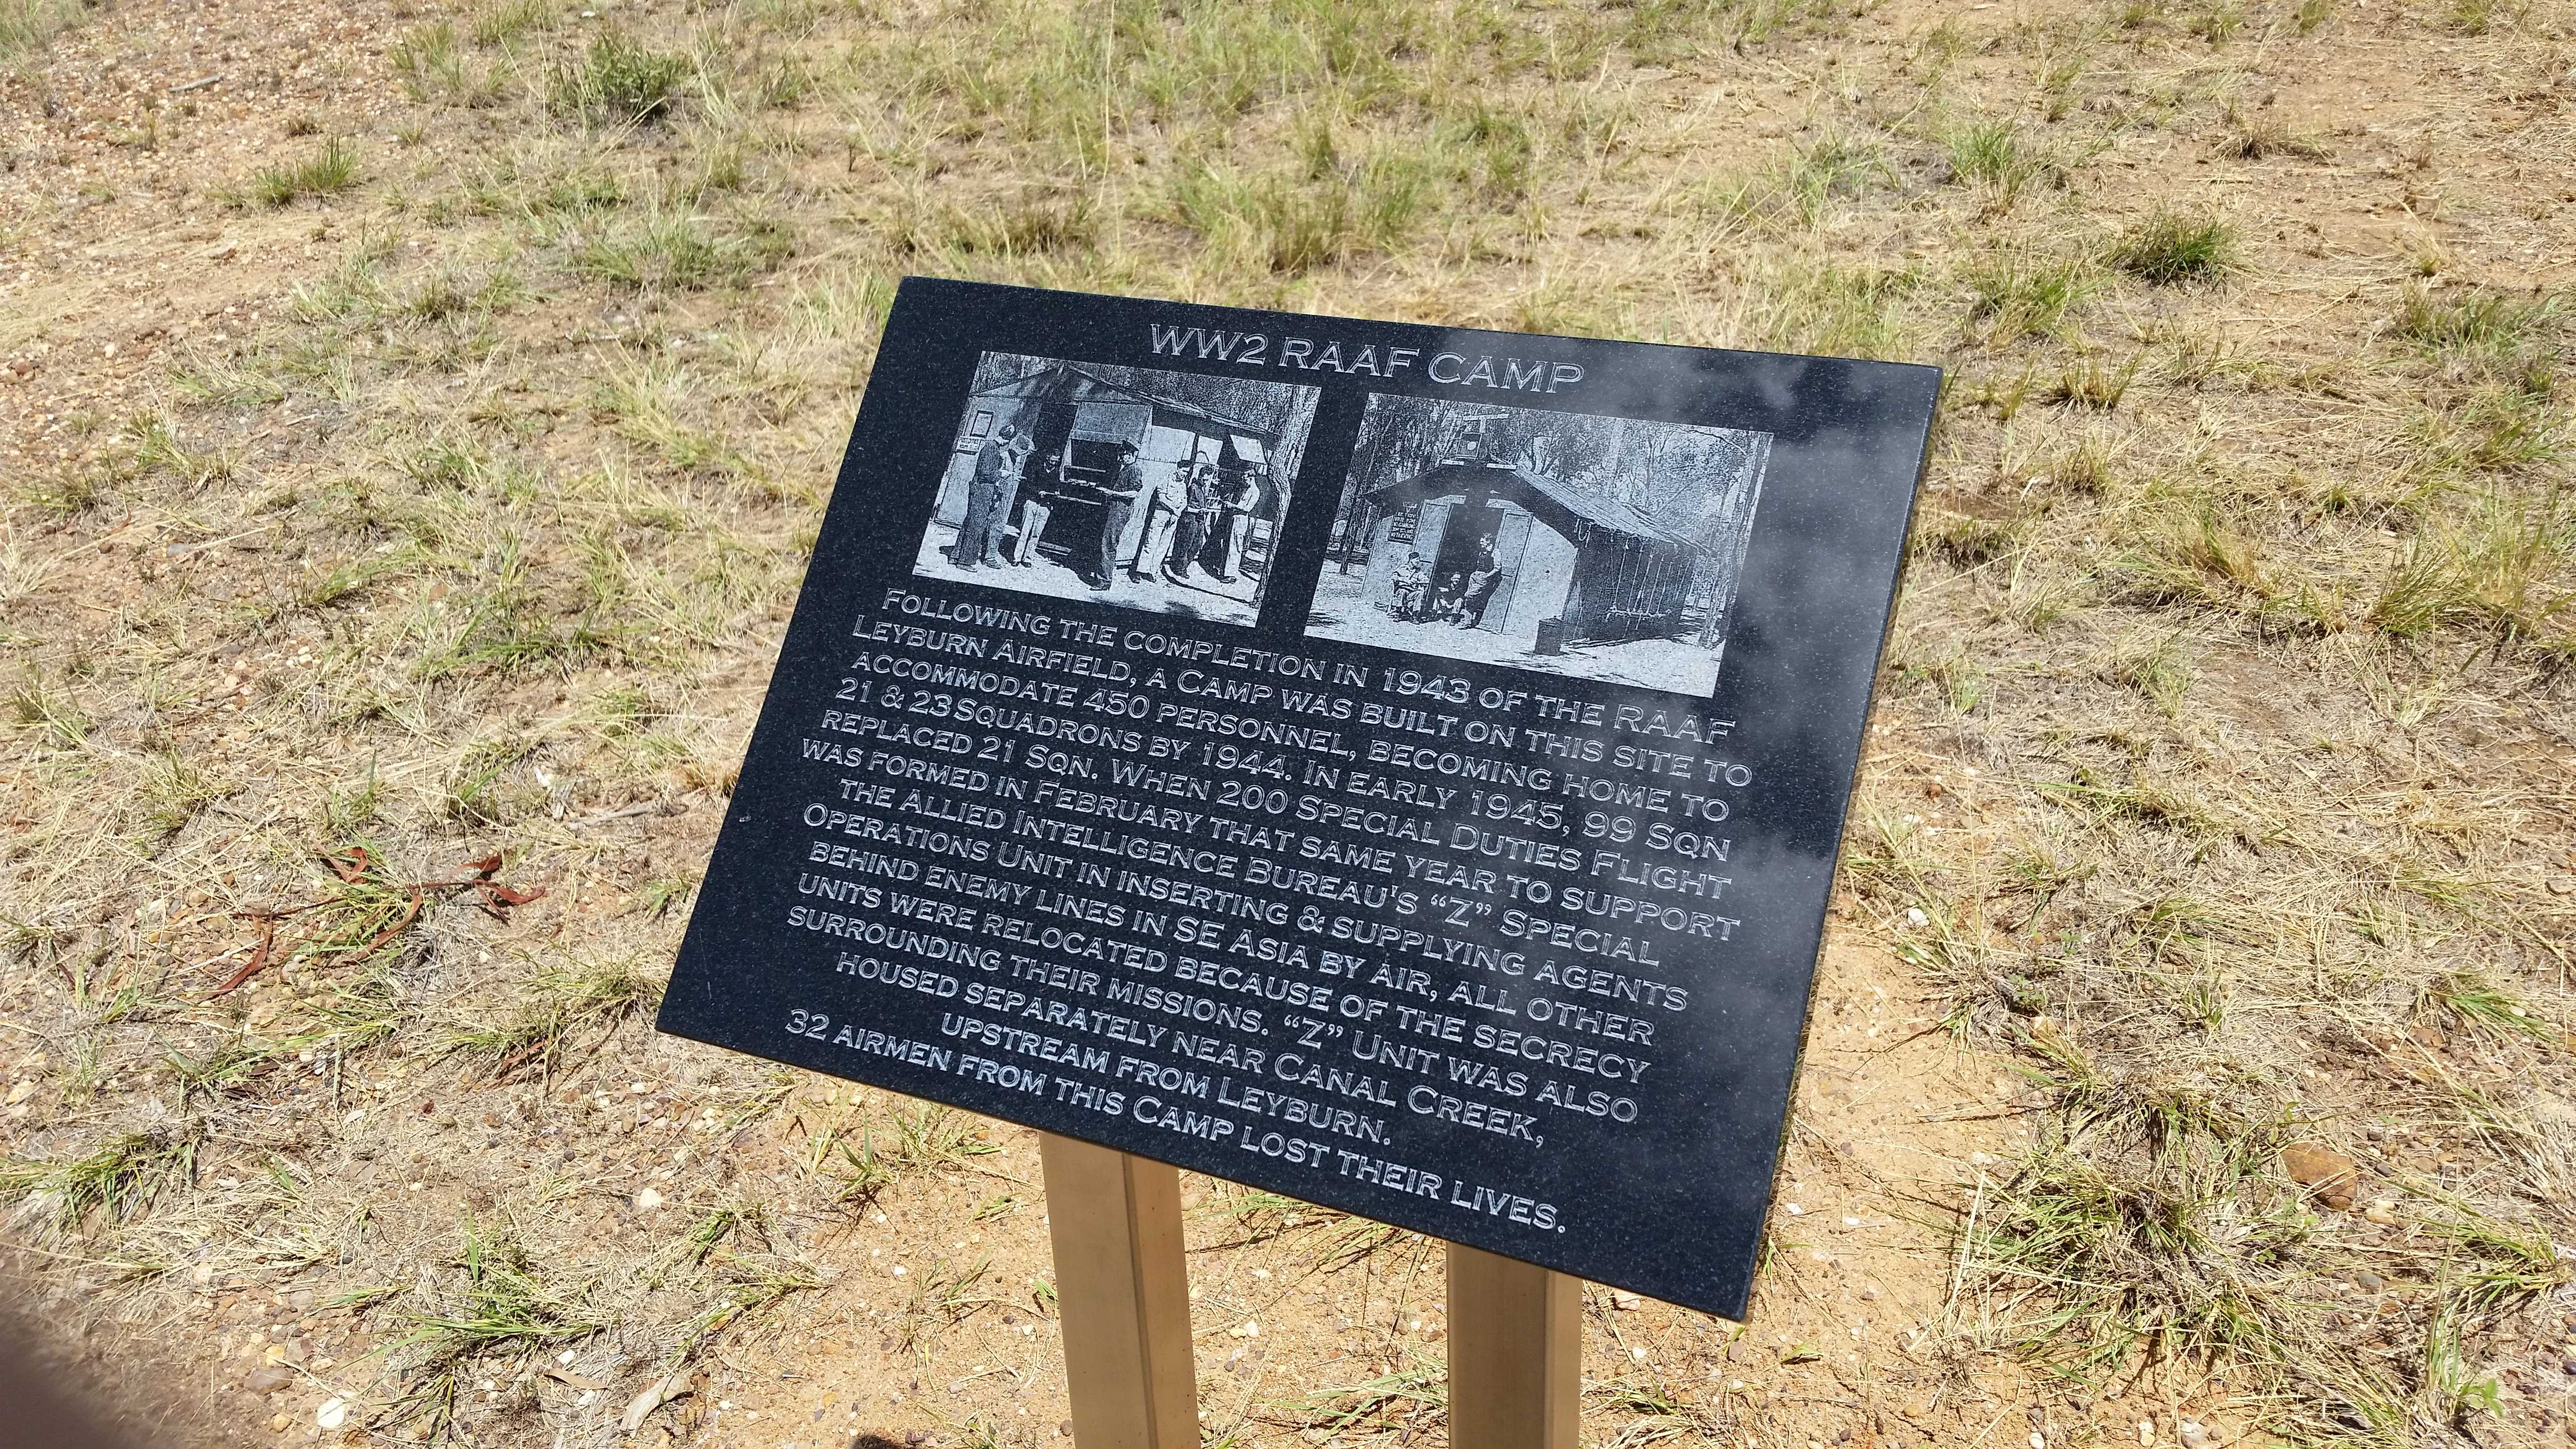 WW2 RAAF CAMP
FOLLOWING THE COMPLETION IN 1943 OF THE RAAF
LEYBURN AIRFIELD, A CAMP WAS BUILT ON THIS SITE TO
ACCOMMODATE 450 PERSONNEL, BECOMING HOME TO
21 & 23 SQUADRONS BY 1944. IN EARLY 1945, 99 SQN
REPLACED 21 SQN. WHEN 200 SPECIAL DUTIES FLIGHT
WAS FORMED IN FEBRUARY THAT SAME YEAR TO SUPPORT
THE ALLIED INTELLIGENCE BUREAU'S “Z” SPECIAL
OPERATIONS UNIT IN INSERTING & SUPPLYING AGENTS
BEHIND ENEMY LINES IN SE ASIA BY AIR, ALL OTHER
UNITS WERE RELOCATED BECAUSE OF THE SECRECY
SURROUNDING THEIR MISSIONS. “Z” UNIT WAS ALSO
HOUSED SEPARATELY NEAR CANAL CREEK,
UPSTREAM FROM LEYBURN.
32 AIRMEN FROM THIS CAMP LOST THEIR LIVES.